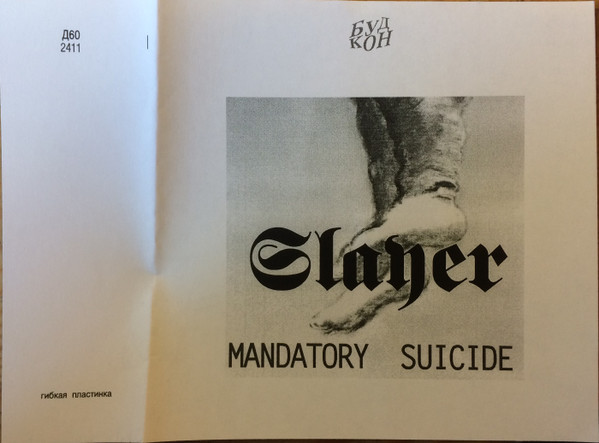 Д60
2411
БУД
КОН
Slayer
MANDATORY SUICIDE
гибкая пластинка